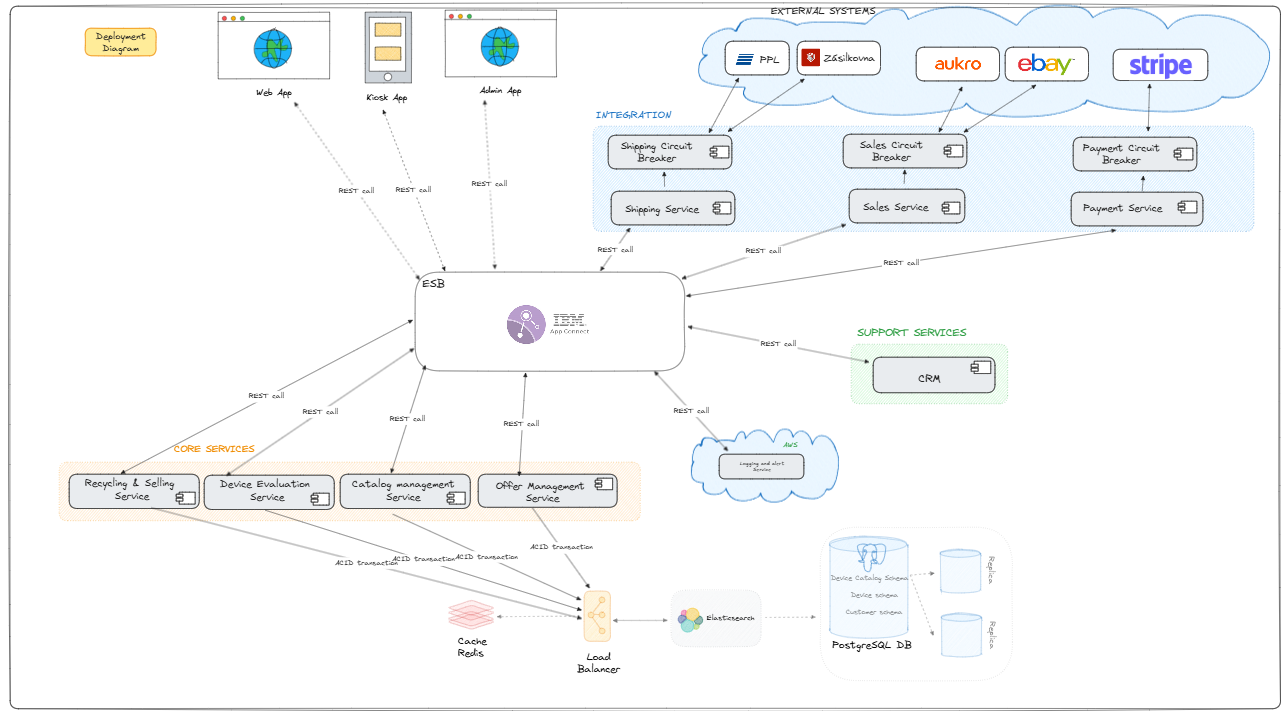 Deployment
Diagram
Web App
Kiosk App
Admin App
EXTERNAL SYSTEMS
PPL
Zásilkovna
aukro
ebay
stripe
INTEGRATION
Shipping Circuit
Breaker
Sales Circuit
Breaker
Payment Circuit
Breaker
Shipping Service
Sales Service
Payment Service
REST call
REST call
REST call
REST call
REST call
REST call
ESB
IBM
App Connect
SUPPORT SERVICES
REST call
CRM
REST call
REST call
REST call
REST call
REST call
AWS
Logging and alert
Service
CORE SERVICES
Recycling & Selling
Service
Device Evaluation
Service
Catalog management
Service
Offer Management
Service
ACID transaction
ACID transaction
ACID transaction
ACID transaction
Cache
Redis
Load
Balancer
Elasticsearch
Device Catalog Schema
Device schema
Customer schema
PostgreSQL DB
Replica
Replica